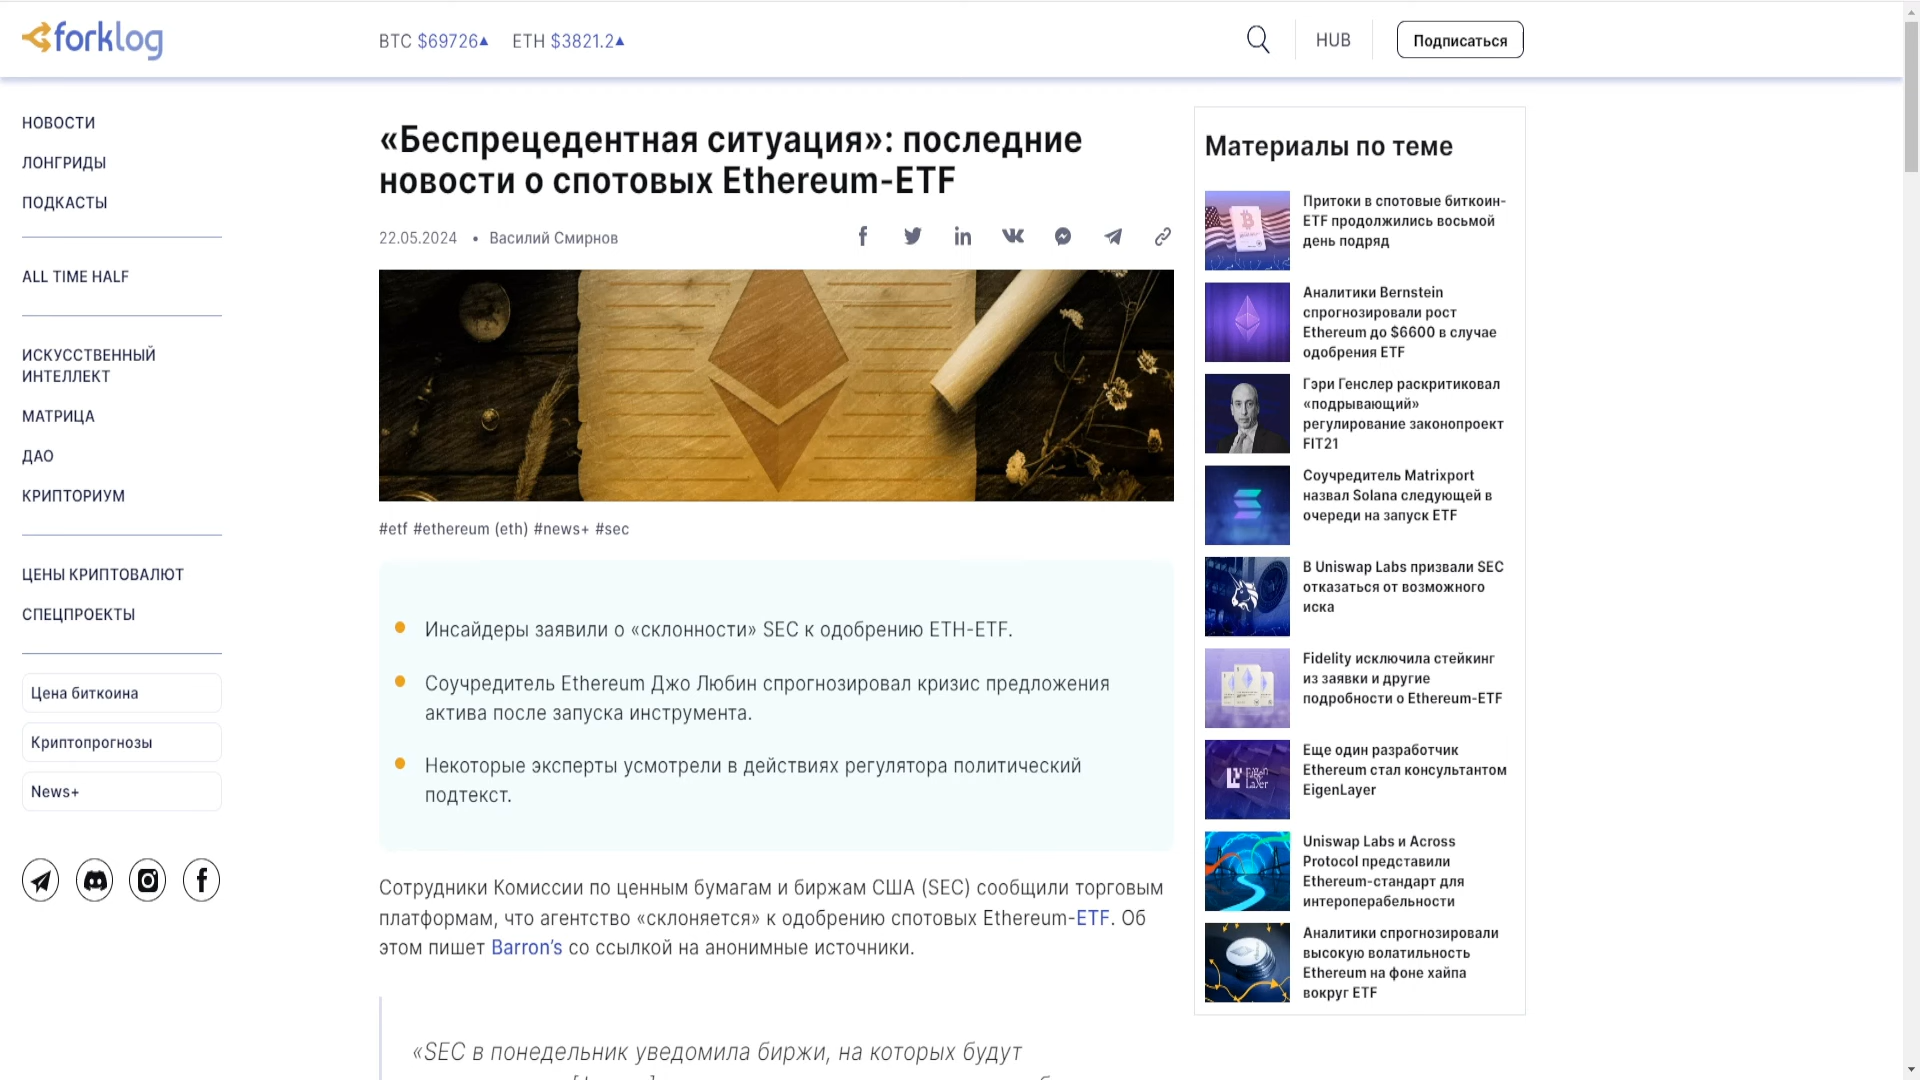 forklog
BTC $69726▲ ETH $3821.2▲
HUB
Подписаться
НОВОСТИ
ЛОНГРИДЫ
ПОДКАСТЫ
ALL TIME HALF
ИСКУССТВЕННЫЙ
ИНТЕЛЛЕКТ
МАТРИЦА
ДАО
КРИПТОРИУМ
ЦЕНЫ КРИПТОВАЛЮТ
СПЕЦПРОЕКТЫ
Цена биткоина
Криптопрогнозы
News+
«Беспрецедентная ситуация»: последние
новости о спотовых Ethereum-ETF
22.05.2024 • Василий Смирнов
#etf #ethereum (eth) #news+ #sec
Инсайдеры заявили о «склонности» SEC к одобрению ETH-ETF.
Соучредитель Ethereum Джо Любин спрогнозировал кризис предложения
актива после запуска инструмента.
Некоторые эксперты усмотрели в действиях регулятора политический
подтекст.
Сотрудники Комиссии по ценным бумагам и биржам США (SEC) сообщили торговым
платформам, что агентство «склоняется» к одобрению спотовых Ethereum-ETF. Об
этом пишет Barron’s со ссылкой на анонимные источники.
«SEC в понедельник уведомила биржи, на которых будут
Материалы по теме
Притоки в спотовые биткоин-
ETF продолжились восьмой
день подряд
Аналитики Bernstein
спрогнозировали рост
Ethereum до $6600 в случае
одобрения ETF
Гэри Генслер раскритиковал
«подрывающий»
регулирование законопроект
FIT21
Соучредитель Matrixport
назвал Solana следующей в
очереди на запуск ETF
В Uniswap Labs призвали SEC
отказаться от возможного
иска
Fidelity исключила стейкинг
из заявки и другие
подробности о Ethereum-ETF
Еще один разработчик
Ethereum стал консультантом
EigenLayer
Uniswap Labs и Across
Protocol представили
Ethereum-стандарт для
интероперабельности
Аналитики спрогнозировали
высокую волатильность
Ethereum на фоне хайпа
вокруг ETF